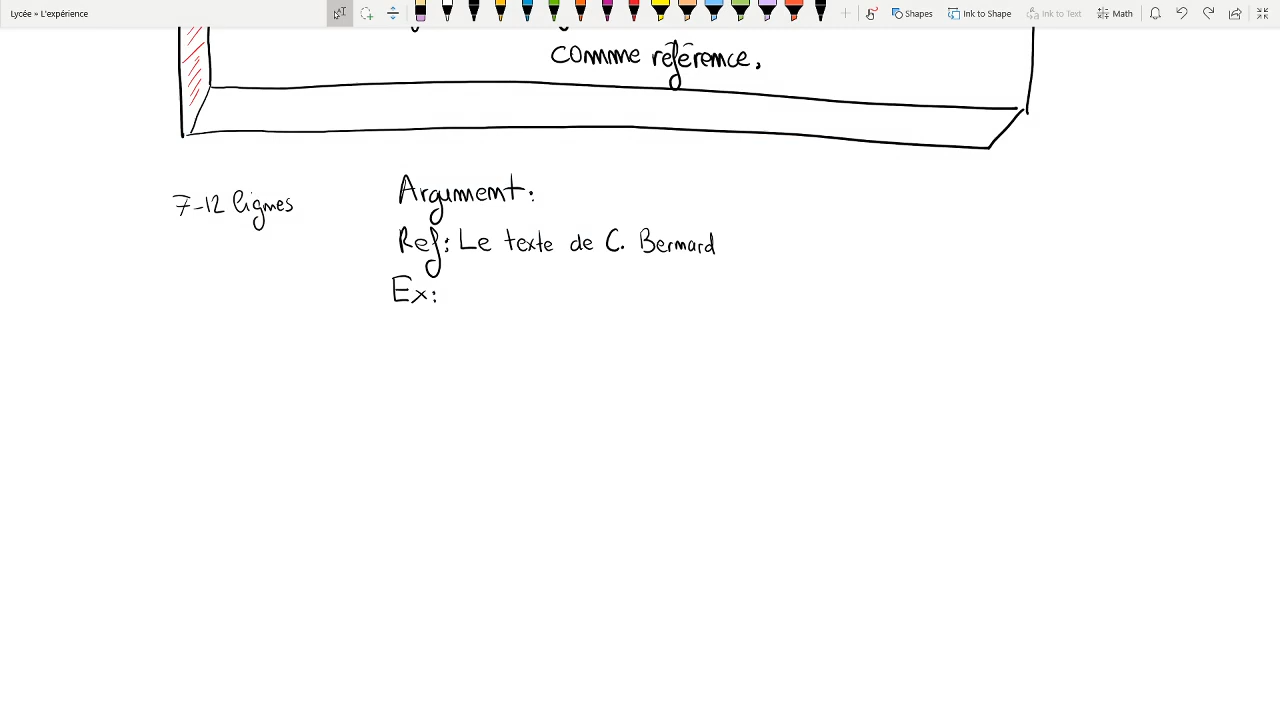 Lycée » L'expérience
Shapes
Ink to Shape
Ink to Text
Math
comme référence.
7-12 lignes
Argument:
Ref: Le texte de C. Bernard
Ex: